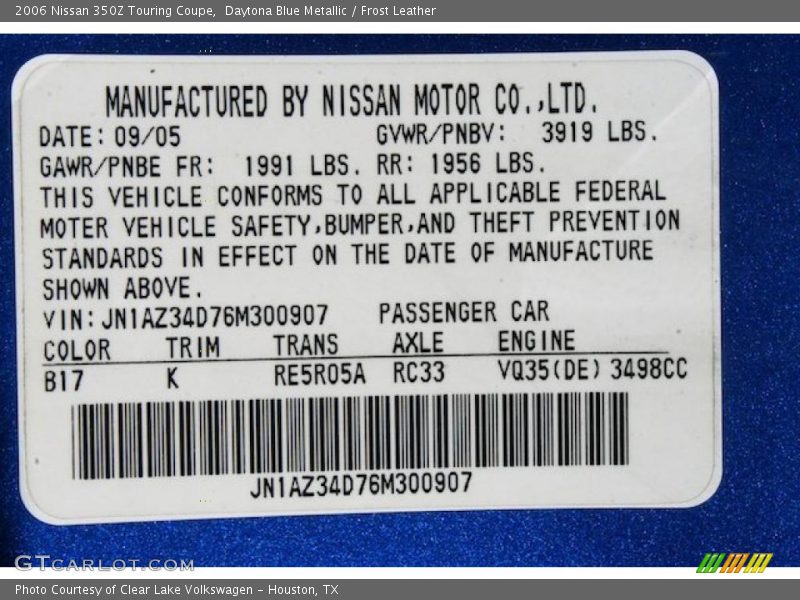 2006 Nissan 350Z Touring Coupe,  Daytona Blue Metallic / Frost Leather
MANUFACTURED BY NISSAN MOTOR CO.,LTD.
DATE: 09/05 GVWR/PNBV: 3919 LBS.
GAWR/PNBE FR: 1991 LBS. RR: 1956 LBS.
THIS VEHICLE CONFORMS TO ALL APPLICABLE FEDERAL
MOTER VEHICLE SAFETY,BUMPER,AND THEFT PREVENTION
STANDARDS IN EFFECT ON THE DATE OF MANUFACTURE
SHOWN ABOVE.
VIN: JN1AZ34D76M300907 PASSENGER CAR
COLOR TRIM TRANS AXLE ENGINE
B17 K RE5R05A RC33 VQ35(DE) 3498CC
JN1AZ34D76M300907
GTCARLOT.COM
Photo Courtesy of Clear Lake Volkswagen – Houston, TX